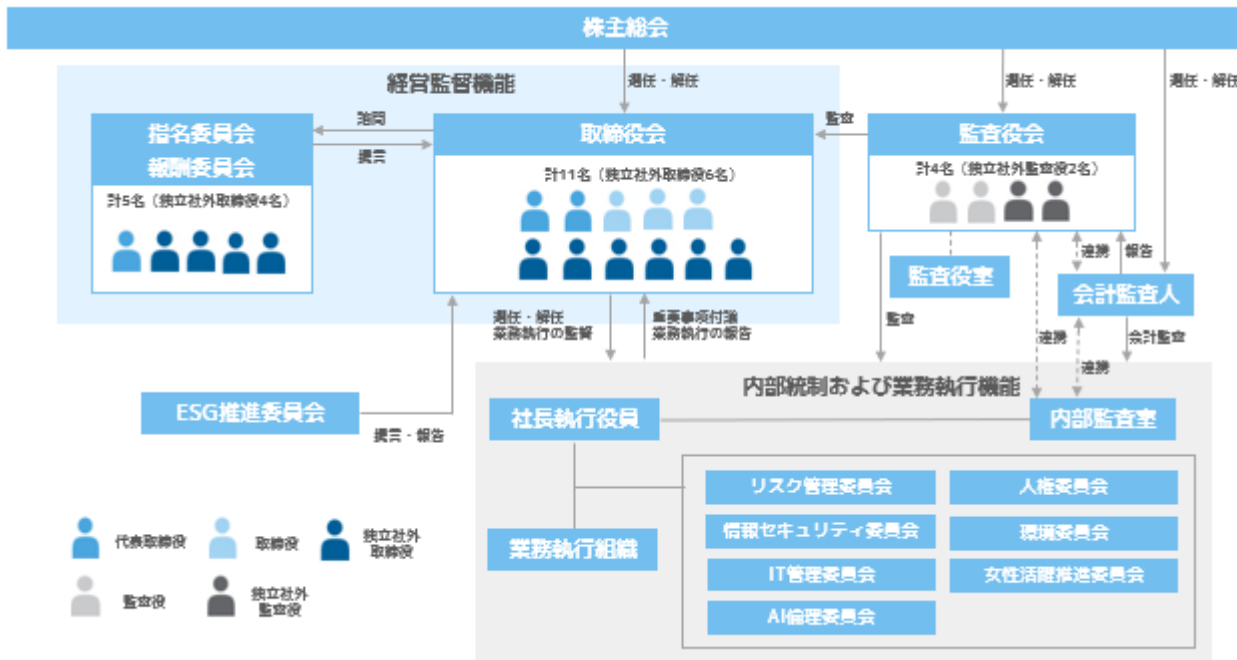 株主総会
経営監督機能
選任・解任
選任・解任
選任・解任
指名委員会
報酬委員会
計5名（独立社外取締役4名）
諮問
提言
取締役会
計11名（独立社外取締役6名）
監査
監査役会
計4名（独立社外監査役2名）
監査役室
連携
報告
会計監査人
選任・解任
業務執行の監督
重要事項付議
業務執行の報告
監査
連携
連携
会計監査
ESG推進委員会
提言・報告
内部統制および業務執行機能
社長執行役員
内部監査室
業務執行組織
リスク管理委員会
人権委員会
情報セキュリティ委員会
環境委員会
IT管理委員会
女性活躍推進委員会
AI倫理委員会
代表取締役
取締役
独立社外
取締役
監査役
独立社外
監査役